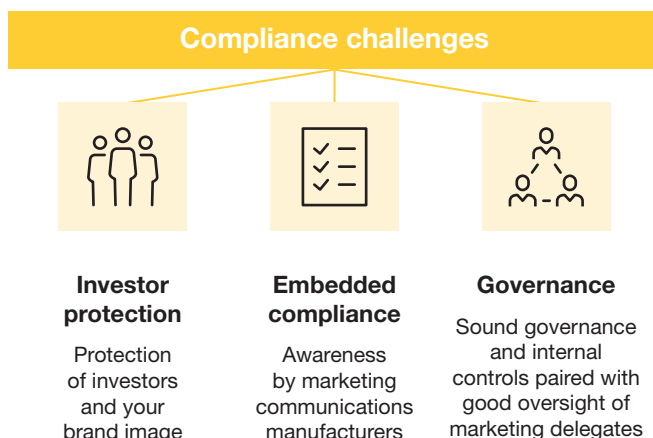 Compliance challenges
Investor
protection
Protection
of investors
and your
brand image
Embedded
compliance
Awareness
by marketing
communications
manufacturers
Governance
Sound governance
and internal
controls paired with
good oversight of
marketing delegates